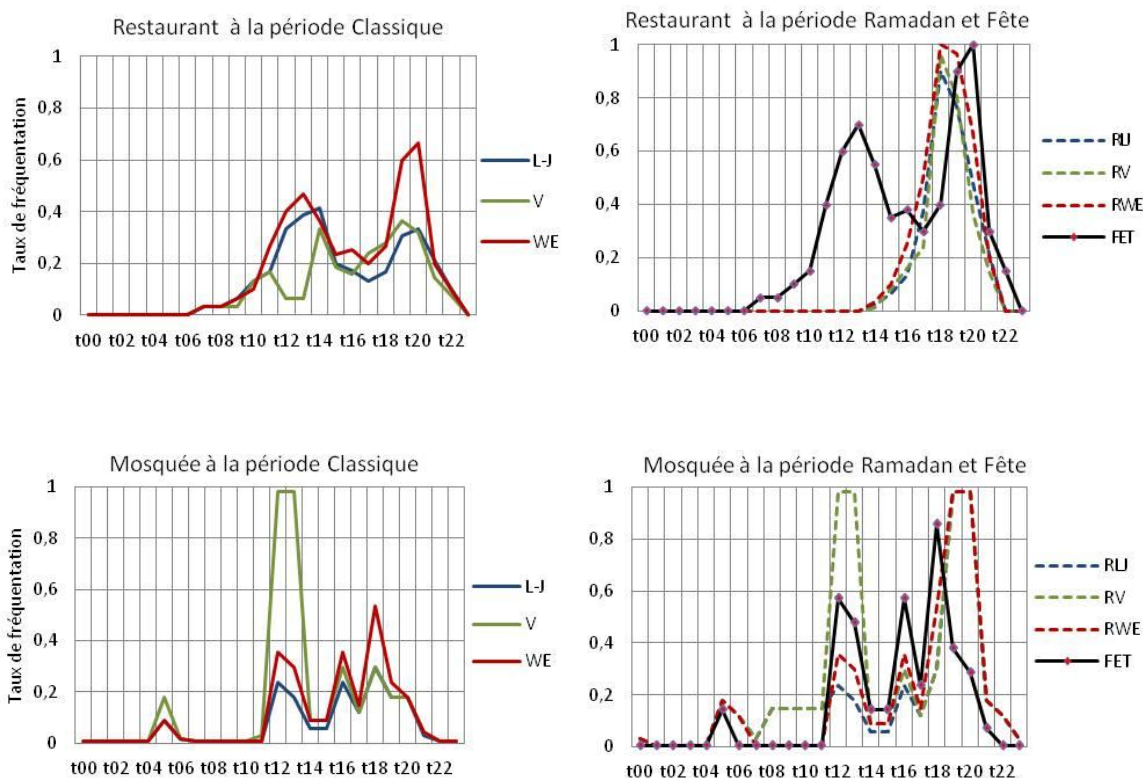 Restaurant à la période Classique
Taux de fréquentation
1
0,8
0,6
0,4
0,2
0
t00 t02 t04 t06 t08 t10 t12 t14 t16 t18 t20 t22
L-J
V
WE
Restaurant à la période Ramadan et Fête
1
0,8
0,6
0,4
0,2
0
t00 t02 t04 t06 t08 t10 t12 t14 t16 t18 t20 t22
RLJ
RV
RWE
FET
Mosquée à la période Classique
Taux de fréquentation
1
0,8
0,6
0,4
0,2
0
t00 t02 t04 t06 t08 t10 t12 t14 t16 t18 t20 t22
L-J
V
WE
Mosquée à la période Ramadan et Fête
1
0,8
0,6
0,4
0,2
0
t00 t02 t04 t06 t08 t10 t12 t14 t16 t18 t20 t22
RLJ
RV
RWE
FET